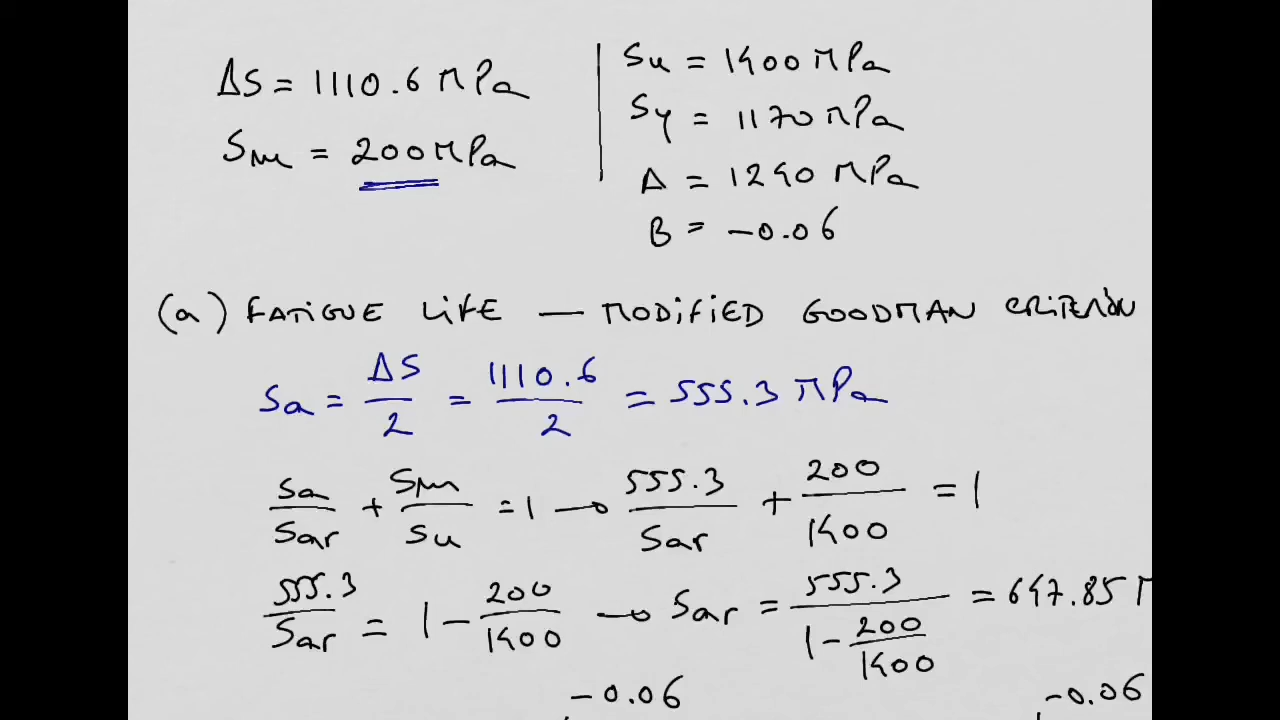 ΔS = 1110.6 MPa
Sm = 200 MPa
Su = 1400 MPa
Sy = 1170 MPa
A = 1240 MPa
B = -0.06
(a) FATIGUE LIFE — MODIFIED GOODMAN CRITERION
Sa = ΔS/2 = 1110.6/2 = 555.3 MPa
Sa/Sar + Sm/Su = 1 → 555.3/Sar + 200/1400 = 1
555.3/Sar = 1 - 200/1400 → Sar = 555.3/(1 - 200/1400) = 647.85 M
-0.06 -0.06